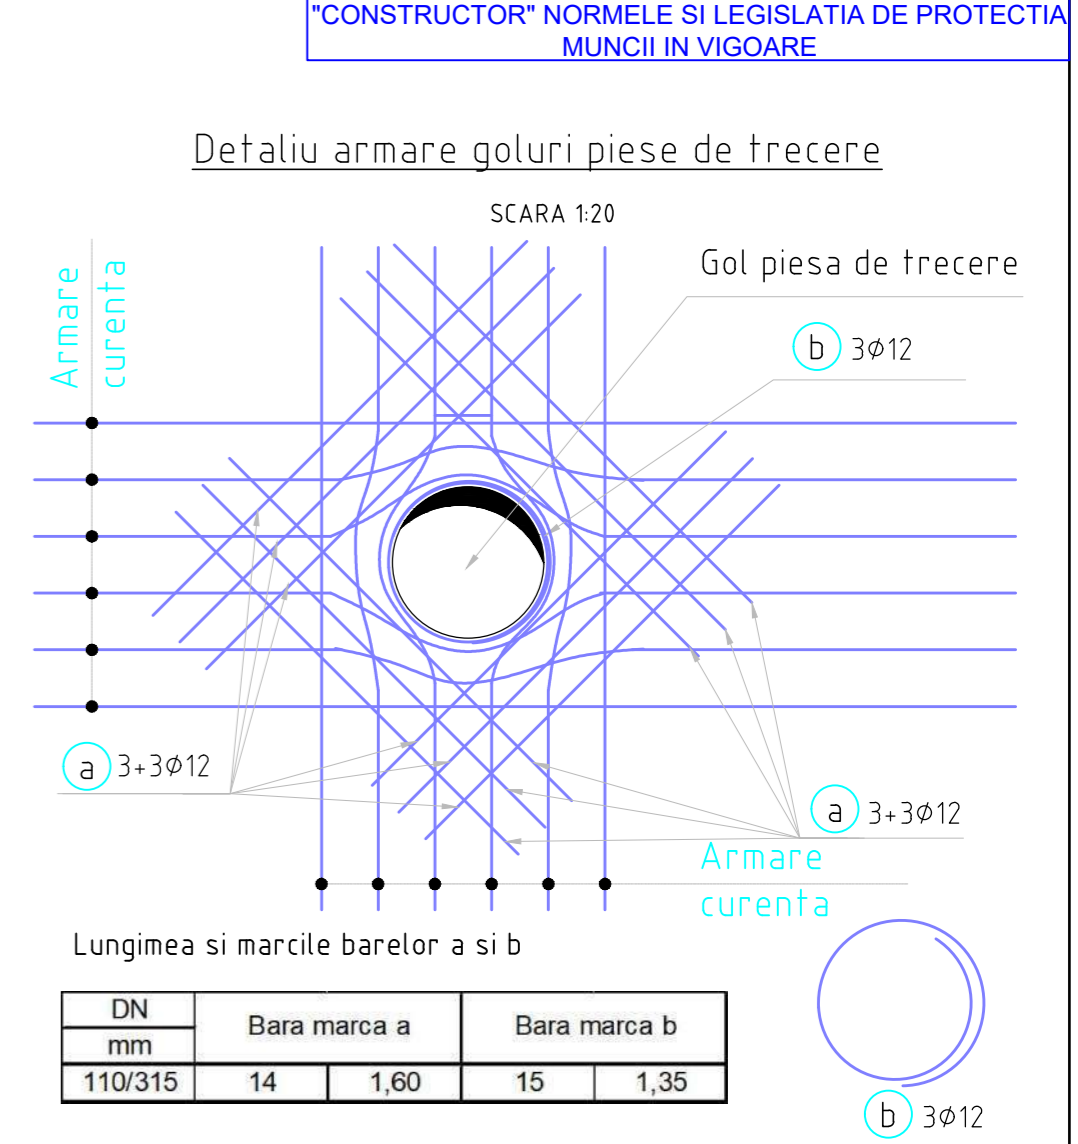 "CONSTRUCTOR" NORMELE SI LEGISLATIA DE PROTECTIA
MUNCII IN VIGOARE
Detaliu armare goluri piese de trecere
SCARA 1:20
Armare
curenta
Gol piesa de trecere
b 3Ø12
a 3+3Ø12
a 3+3Ø12
Armare
curenta
Lungimea si marcile barelor a si b
DN
mm
Bara marca a
Bara marca b
110/315 14 1,60 15 1,35
b 3Ø12